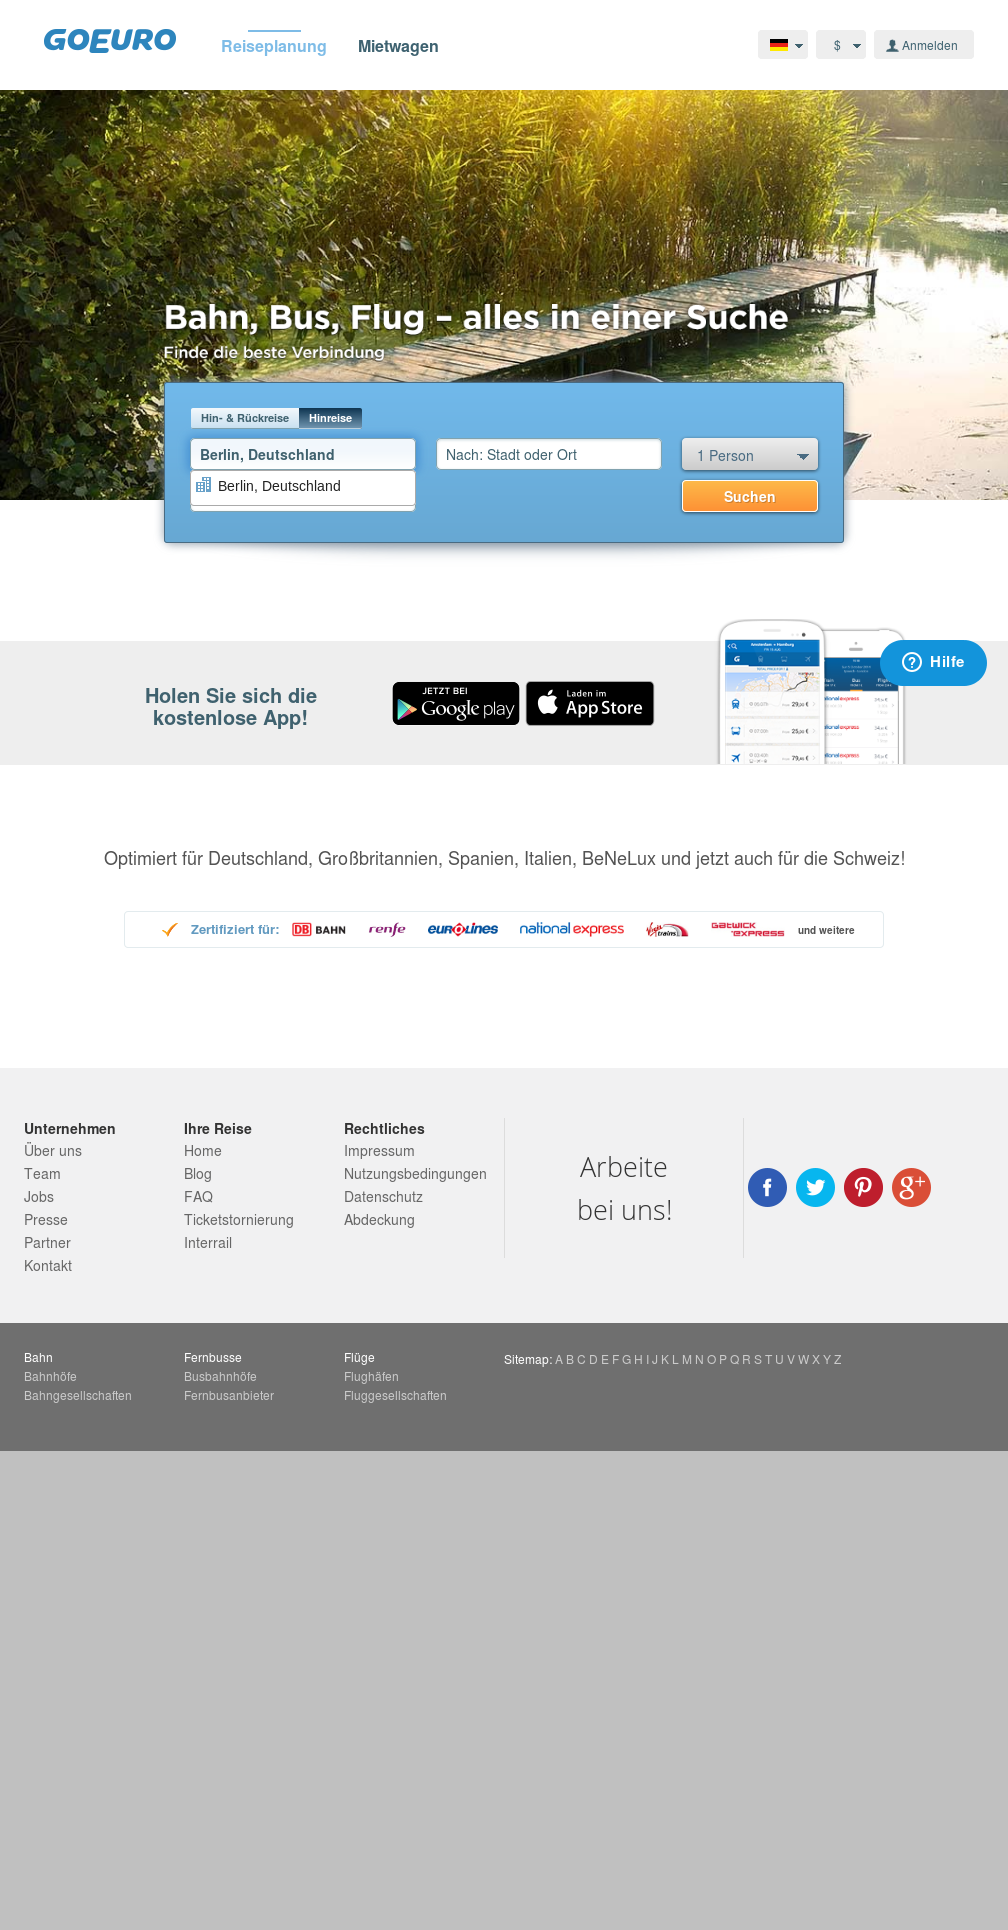 GOEURO
Reiseplanung Mietwagen
$ Anmelden
Bahn, Bus, Flug – alles in einer Suche
Finde die beste Verbindung
Hin- & Rückreise Hinreise
Berlin, Deutschland Nach: Stadt oder Ort 1 Person
Berlin, Deutschland Suchen
Hilfe
Holen Sie sich die
kostenlose App!
JETZT BEI
Google play
Laden im
App Store
Optimiert für Deutschland, Großbritannien, Spanien, Italien, BeNeLux und jetzt auch für die Schweiz!
Zertifiziert für: DB BAHN renfe eurolines national express Virgin trains Gatwick express und weitere
Unternehmen
Über uns
Team
Jobs
Presse
Partner
Kontakt
Ihre Reise
Home
Blog
FAQ
Ticketstornierung
Interrail
Rechtliches
Impressum
Nutzungsbedingungen
Datenschutz
Abdeckung
Arbeite
bei uns!
Bahn
Bahnhöfe
Bahngesellschaften
Fernbusse
Busbahnhöfe
Fernbusanbieter
Flüge
Flughäfen
Fluggesellschaften
Sitemap: A B C D E F G H I J K L M N O P Q R S T U V W X Y Z